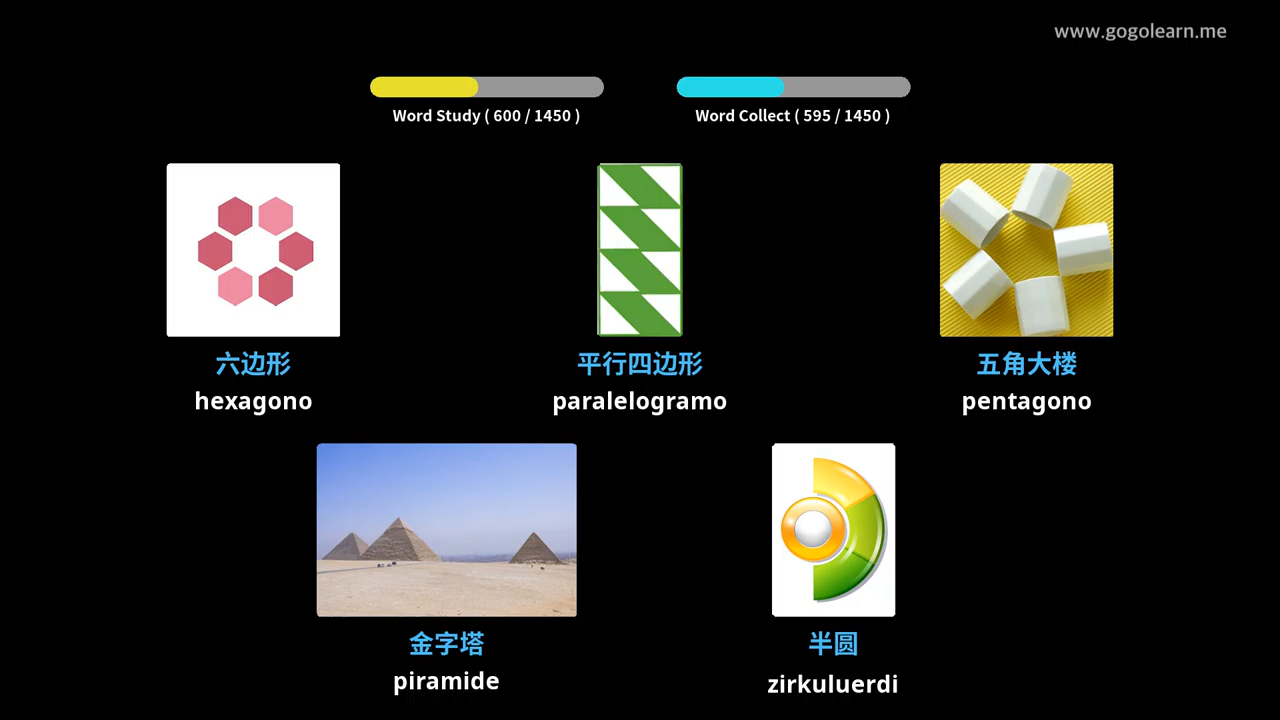 www.gogolearn.me
Word Study ( 600 / 1450 )
Word Collect ( 595 / 1450 )
六边形
hexagono
平行四边形
paralelogramo
五角大楼
pentagono
金字塔
piramide
半圆
zirkuluerdi